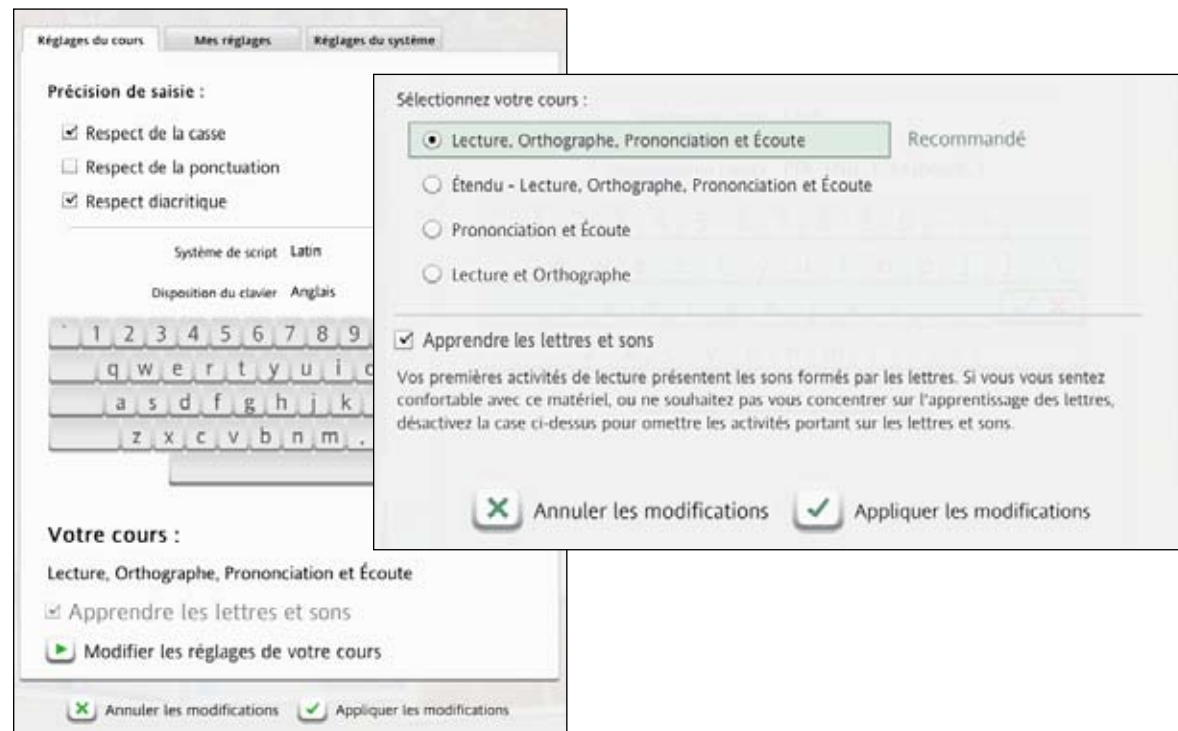 Réglages du cours Mes réglages Réglages du système
Précision de saisie :
Respect de la casse
Respect de la ponctuation
Respect diacritique
Système de script Latin
Disposition du clavier Anglais
` 1 2 3 4 5 6 7 8 9
q w e r t y u i
a s d f g h j k
z x c v b n m .
Votre cours :
Lecture, Orthographe, Prononciation et Écoute
Apprendre les lettres et sons
Modifier les réglages de votre cours
Annuler les modifications Appliquer les modifications
Sélectionnez votre cours :
Lecture, Orthographe, Prononciation et Écoute Recommandé
Étendu - Lecture, Orthographe, Prononciation et Écoute
Prononciation et Écoute
Lecture et Orthographe
Apprendre les lettres et sons
Vos premières activités de lecture présentent les sons formés par les lettres. Si vous vous sentez
confortable avec ce matériel, ou ne souhaitez pas vous concentrer sur l'apprentissage des lettres,
désactivez la case ci-dessus pour omettre les activités portant sur les lettres et sons.
Annuler les modifications Appliquer les modifications